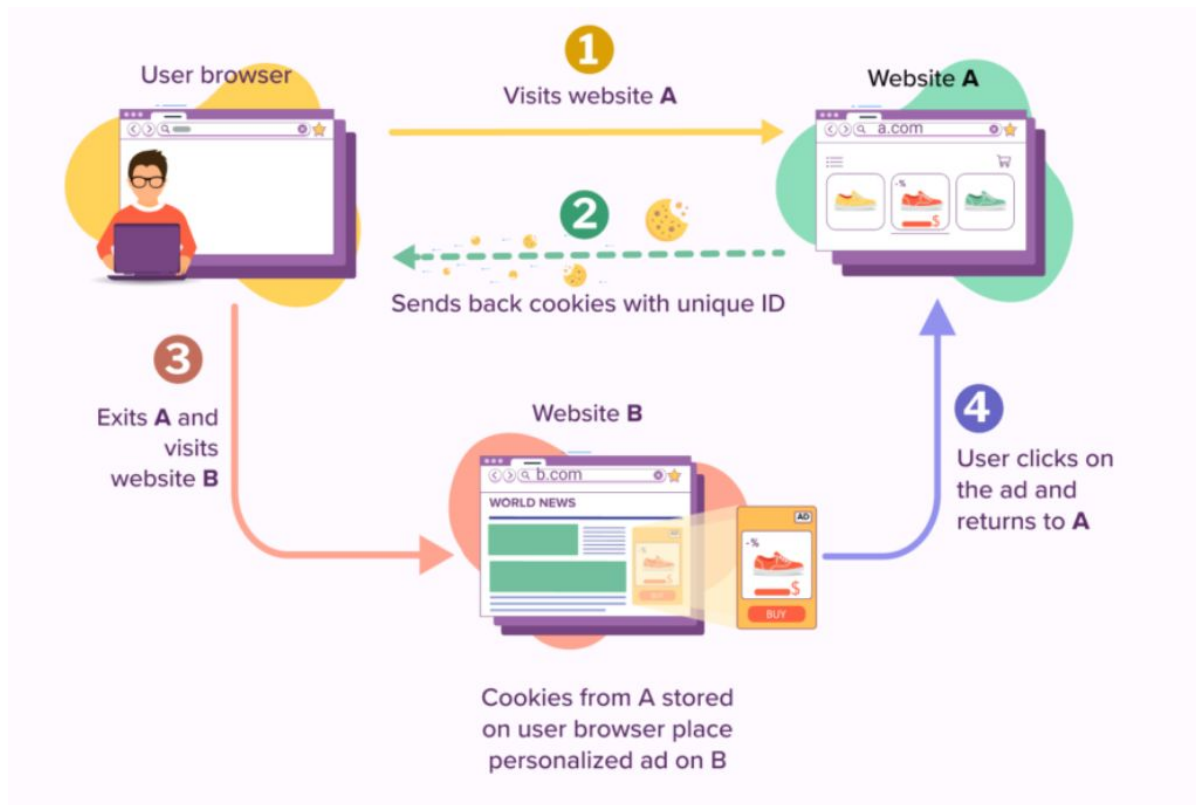 User browser
1
Visits website A
Website A
a.com
-%
$
2
Sends back cookies with unique ID
3
Exits A and
visits
website B
Website B
b.com
WORLD NEWS
AD
-%
$
BUY
AD
-%
$
BUY
4
User clicks on
the ad and
returns to A
Cookies from A stored
on user browser place
personalized ad on B